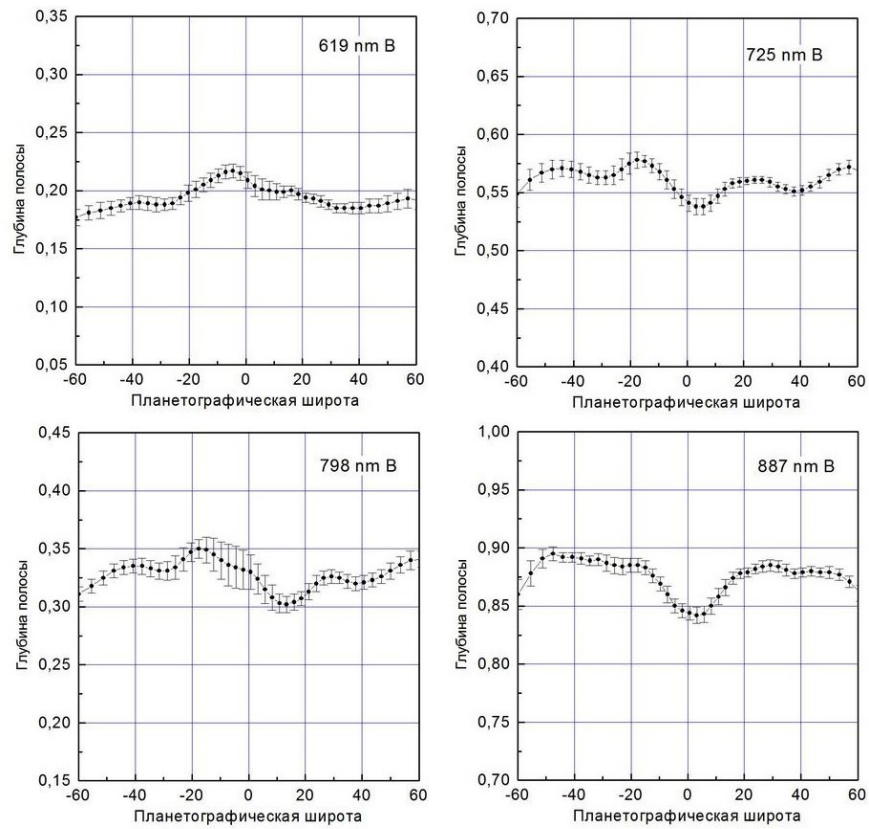 619 nm B
0,35
0,30
0,25
0,20
0,15
0,10
0,05
Глубина полосы
-60 -40 -20 0 20 40 60
Планетографическая широта
725 nm B
0,70
0,65
0,60
0,55
0,50
0,45
0,40
Глубина полосы
-60 -40 -20 0 20 40 60
Планетографическая широта
798 nm B
0,45
0,40
0,35
0,30
0,25
0,20
0,15
Глубина полосы
-60 -40 -20 0 20 40 60
Планетографическая широта
887 nm B
1,00
0,95
0,90
0,85
0,80
0,75
0,70
Глубина полосы
-60 -40 -20 0 20 40 60
Планетографическая широта